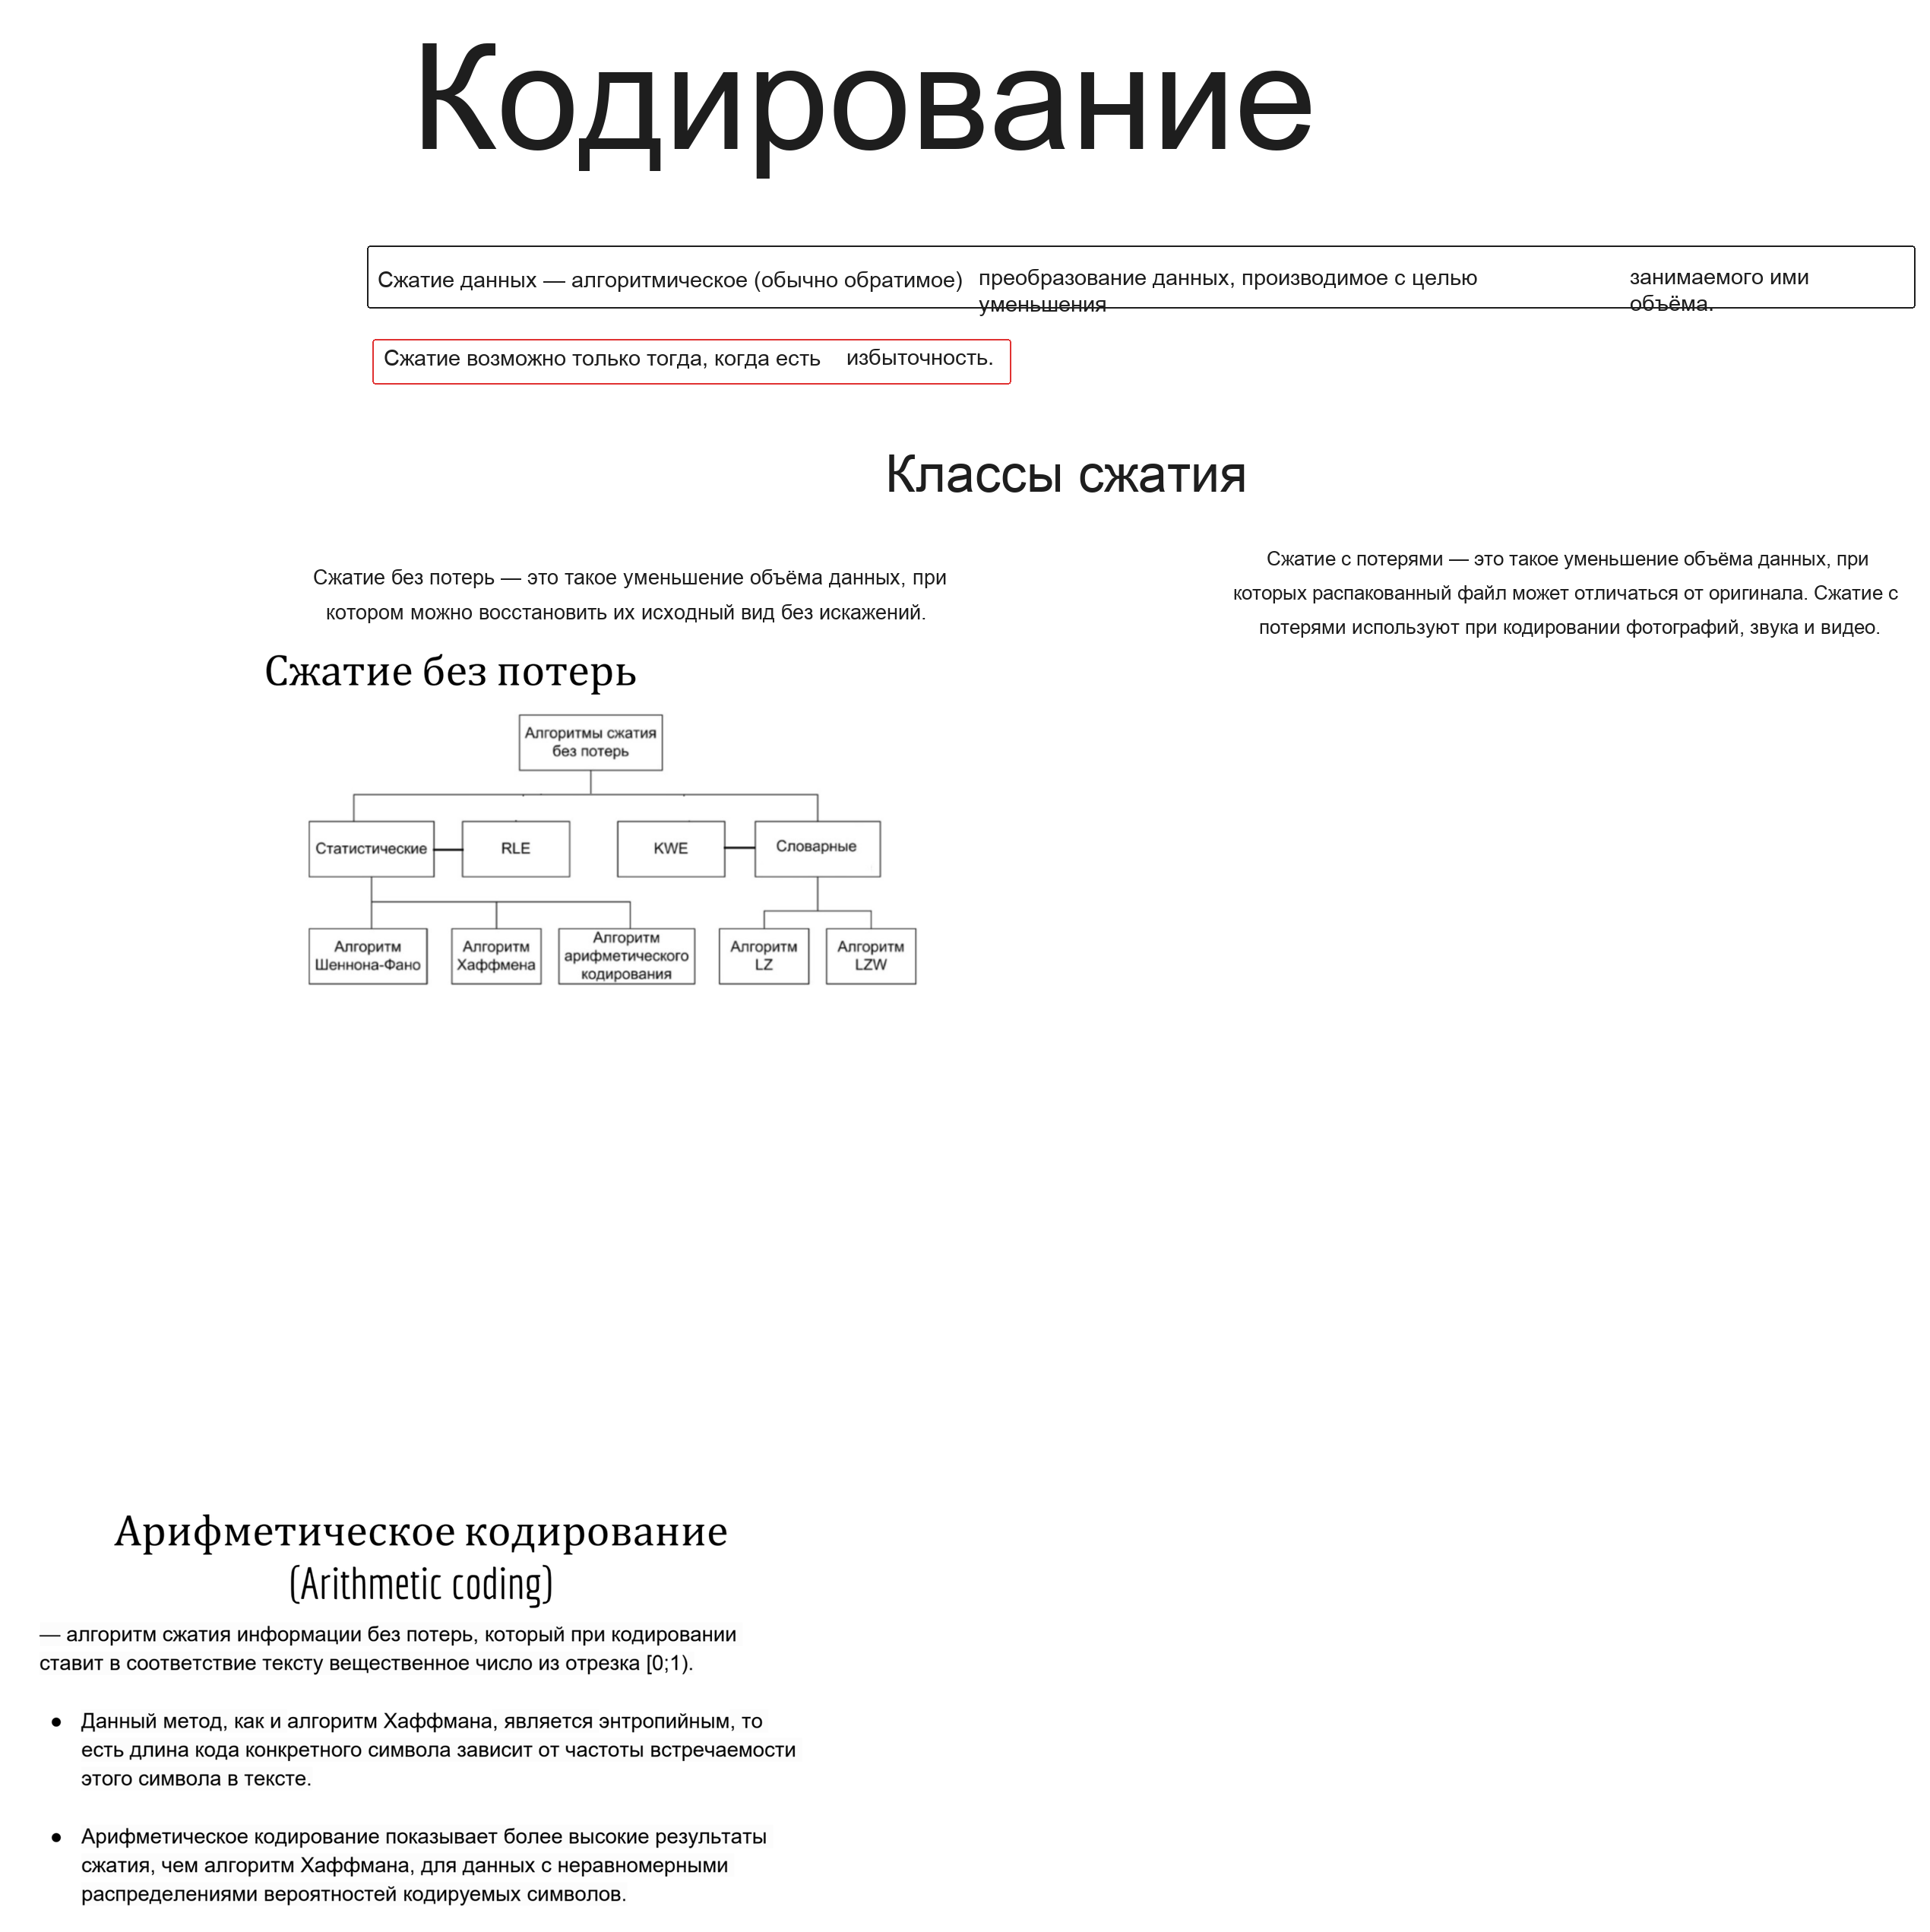 Кодирование
Сжатие данных — алгоритмическое (обычно обратимое) преобразование данных, производимое с целью занимаемого ими
уменьшения объёма.
Сжатие возможно только тогда, когда есть избыточность.
Классы сжатия
Сжатие без потерь — это такое уменьшение объёма данных, при
котором можно восстановить их исходный вид без искажений.
Сжатие с потерями — это такое уменьшение объёма данных, при
которых распакованный файл может отличаться от оригинала. Сжатие с
потерями используют при кодировании фотографий, звука и видео.
Сжатие без потерь
Алгоритмы сжатия
без потерь
Статистические
RLE
KWE
Словарные
Алгоритм
Шеннона-Фано
Алгоритм
Хаффмена
Алгоритм
арифметического
кодирования
Алгоритм
LZ
Алгоритм
LZW
Арифметическое кодирование
(Arithmetic coding)
— алгоритм сжатия информации без потерь, который при кодировании
ставит в соответствие тексту вещественное число из отрезка [0;1).
● Данный метод, как и алгоритм Хаффмана, является энтропийным, то
есть длина кода конкретного символа зависит от частоты встречаемости
этого символа в тексте.
● Арифметическое кодирование показывает более высокие результаты
сжатия, чем алгоритм Хаффмана, для данных с неравномерными
распределениями вероятностей кодируемых символов.